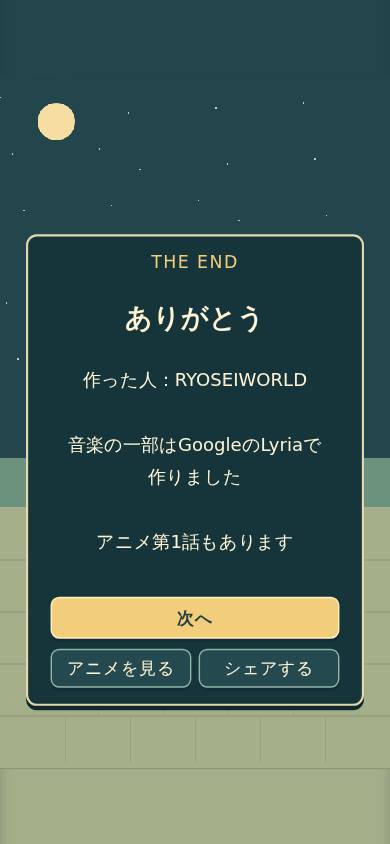 THE END
ありがとう
作った人：RYOSEIWORLD
音楽の一部はGoogleのLyriaで
作りました
アニメ第1話もあります
次へ
アニメを見る
シェアする